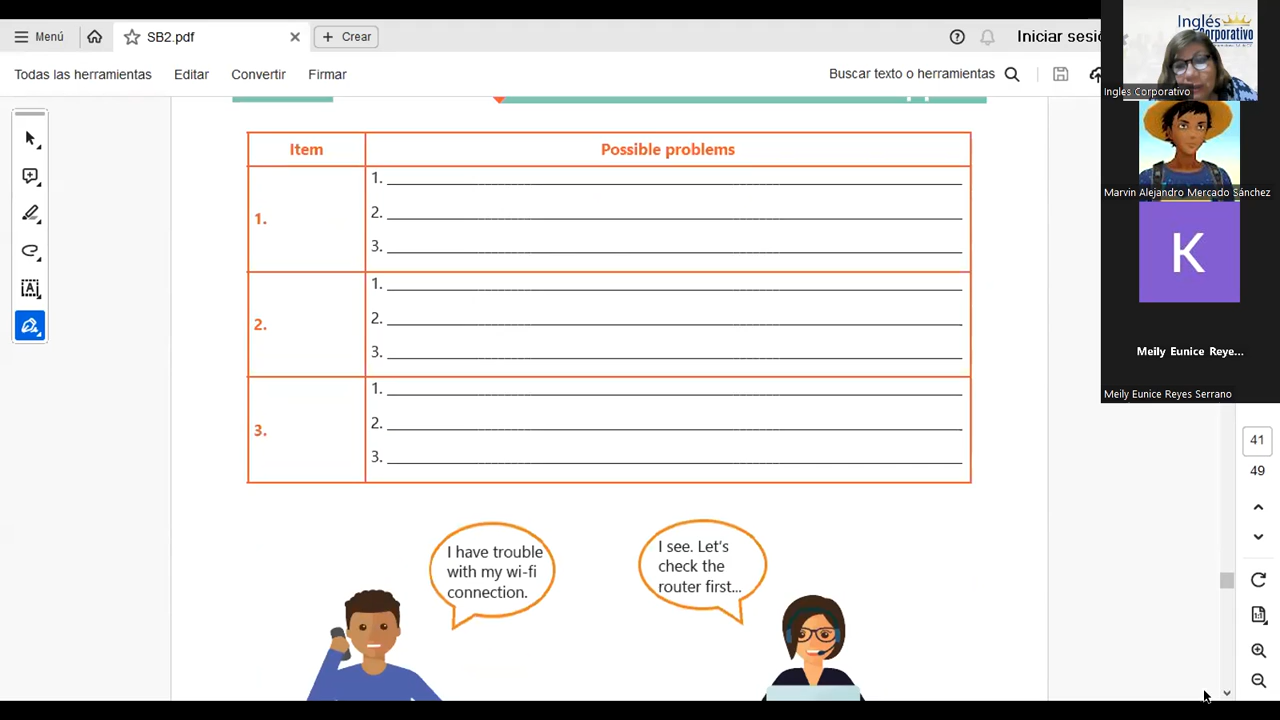 Menú
SB2.pdf
Crear
Iniciar sesi
Todas las herramientas
Editar
Convertir
Firmar
Buscar texto o herramientas
Item
Possible problems
1.
1.
2.
3.
2.
1.
2.
3.
3.
1.
2.
3.
I have trouble
with my wi-fi
connection.
I see. Let's
check the
router first...
Inglés
Corporativo
Ingles Corporativo
Marvin Alejandro Mercado Sánchez
K
Meily Eunice Reye...
Meily Eunice Reyes Serrano
41
49